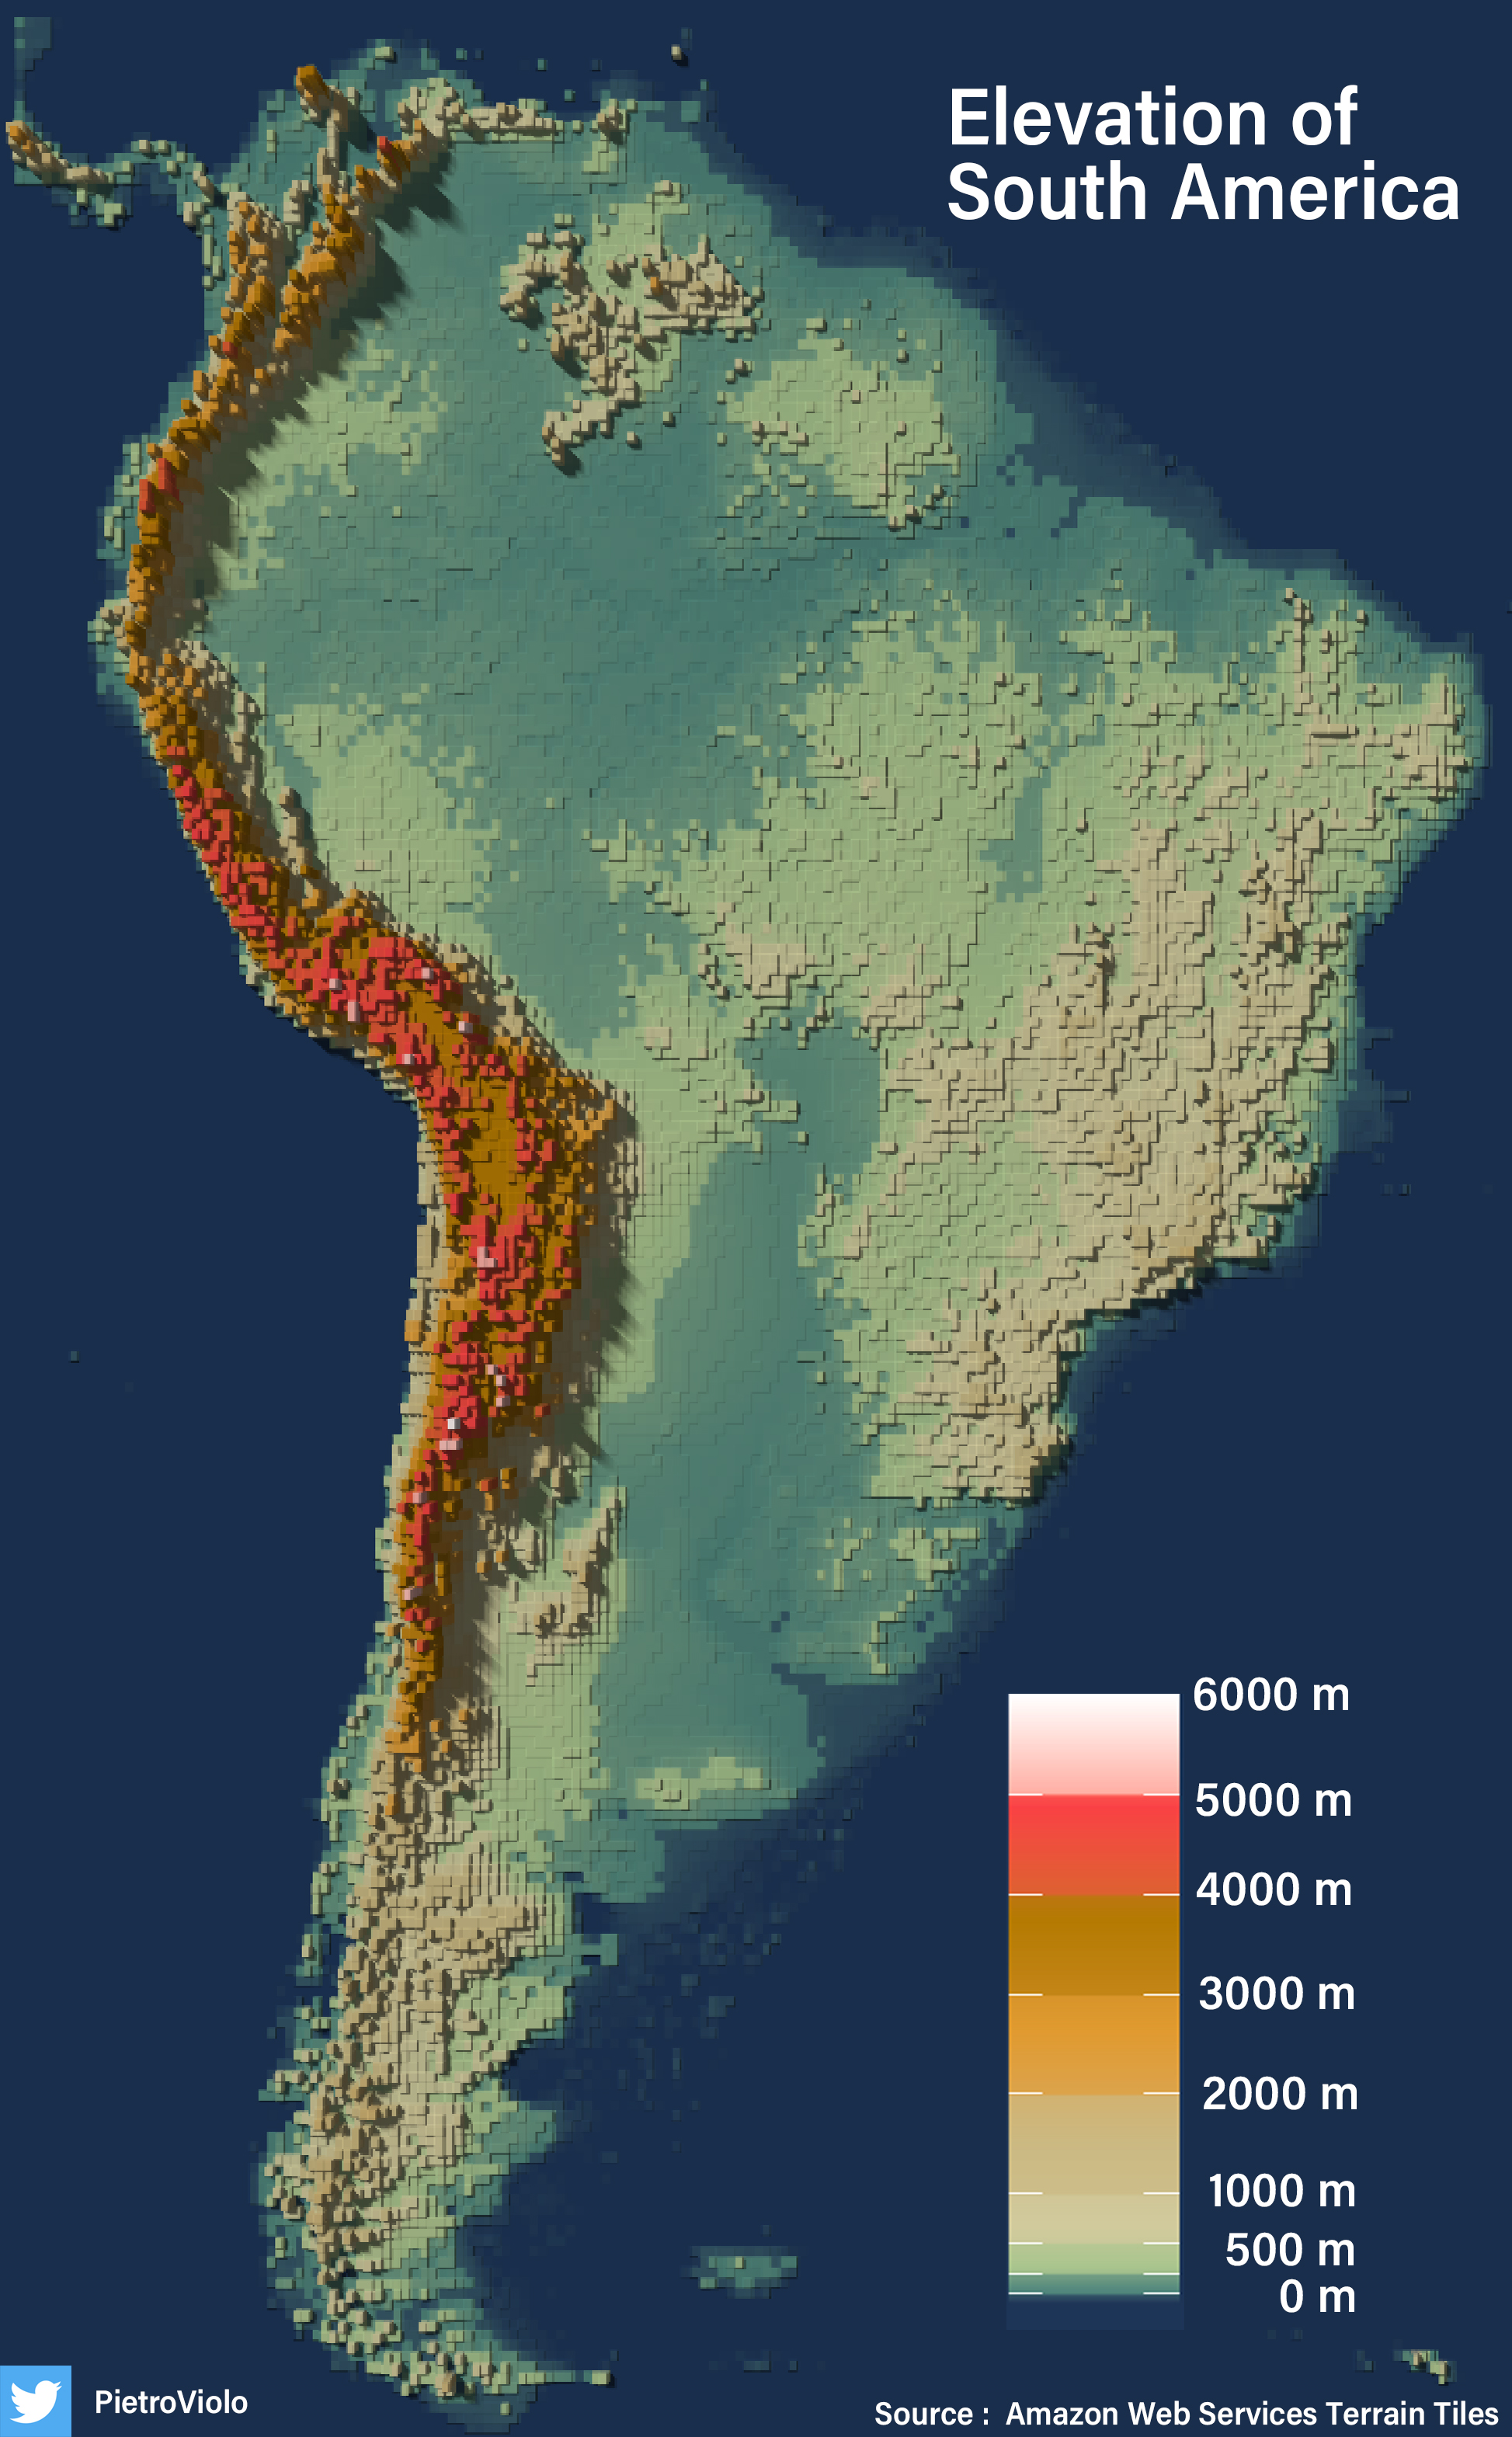 Elevation of
South America
6000 m
5000 m
4000 m
3000 m
2000 m
1000 m
500 m
0 m
PietroViolo
Source : Amazon Web Services Terrain Tiles